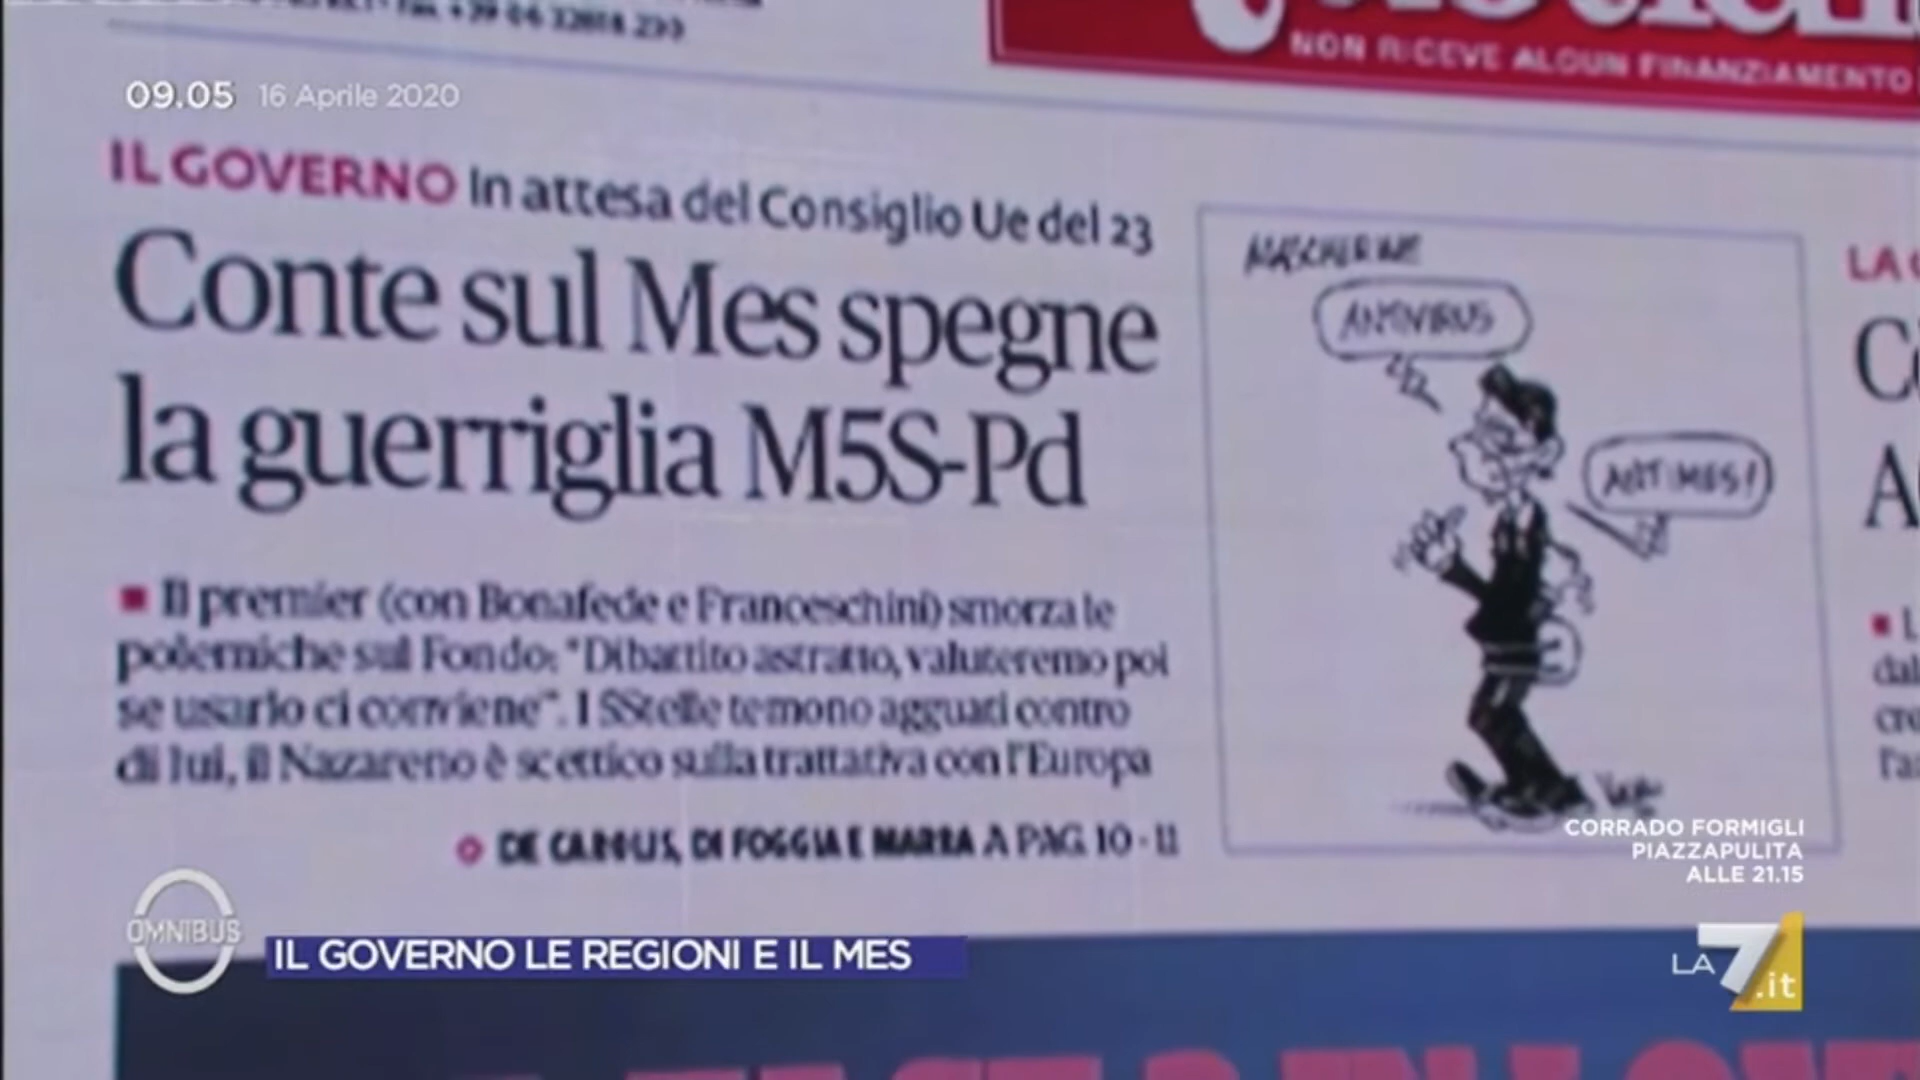 NON RICEVE ALCUN FINANZIAMENTO
09.05 16 Aprile 2020
IL GOVERNO In attesa del Consiglio Ue del 23
Conte sul Mes spegne
la guerriglia M5S-Pd
Il premier (con Bonafede e Franceschini) smorza le
polemiche sul Fondo: "Dibattito astratto, valuteremo poi
se usarlo ci conviene". I 5Stelle temono agguati contro
di lui, il Nazareno è scettico sulla trattativa con l'Europa
DE CAROLIS, DI FOGGIA E MARRA A PAG. 10 - 11
MASCHERINE
ANTIVIRUS
ANTIMES!
LA
CORRADO FORMIGLI
PIAZZAPULITA
ALLE 21.15
OMNIBUS
IL GOVERNO LE REGIONI E IL MES
LA7.it